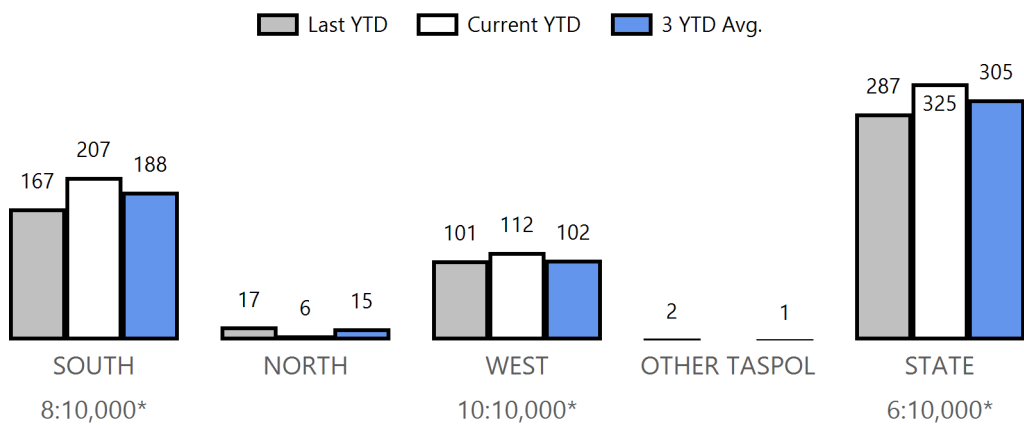 Last YTD Current YTD 3 YTD Avg.
167 207 188
17 6 15
101 112 102
2 1
287 325 305
SOUTH NORTH WEST OTHER TASPOL STATE
8:10,000* 10:10,000* 6:10,000*